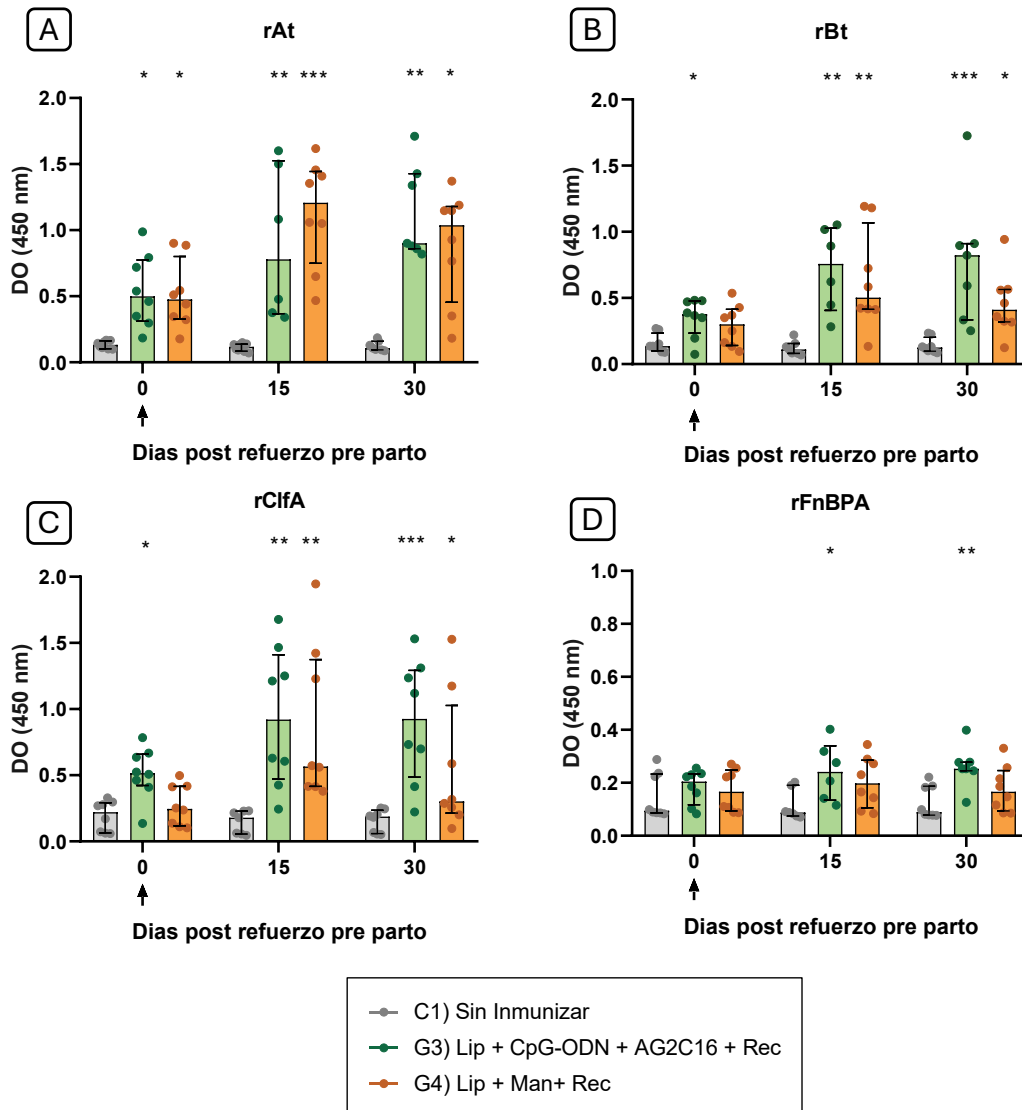 A
rAt
* * ** *** ** *
2.0
1.5
1.0
0.5
0.0
DO (450 nm)
0 15 30
Dias post refuerzo pre parto
B
rBt
* ** ** *** *
2.0
1.5
1.0
0.5
0.0
DO (450 nm)
0 15 30
Dias post refuerzo pre parto
C
rClfA
* ** ** *** *
2.0
1.5
1.0
0.5
0.0
DO (450 nm)
0 15 30
Dias post refuerzo pre parto
D
rFnBPA
* **
1.0
0.8
0.6
0.4
0.2
0.0
DO (450 nm)
0 15 30
Dias post refuerzo pre parto
C1) Sin Inmunizar
G3) Lip + CpG-ODN + AG2C16 + Rec
G4) Lip + Man+ Rec